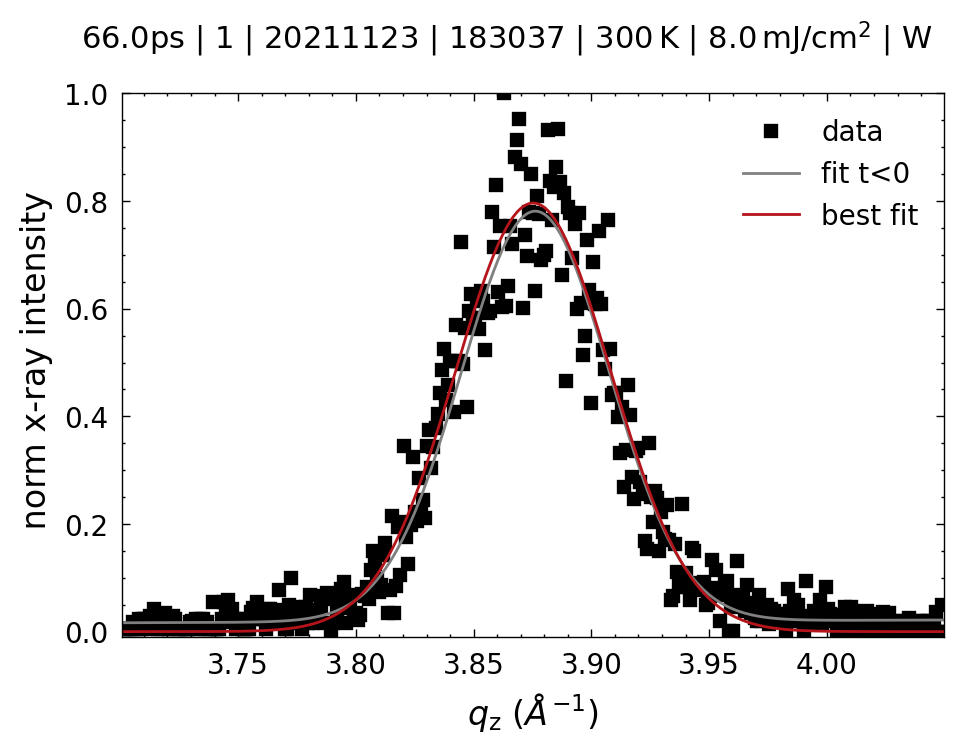 66.0ps | 1 | 20211123 | 183037 | 300 K | 8.0 mJ/cm² | W
1.0
data
fit t<0
0.8
best fit
0.6
norm x-ray intensity
0.4
0.2
0.0
3.75 3.80 3.85 3.90 3.95 4.00
q_z (Å⁻¹)